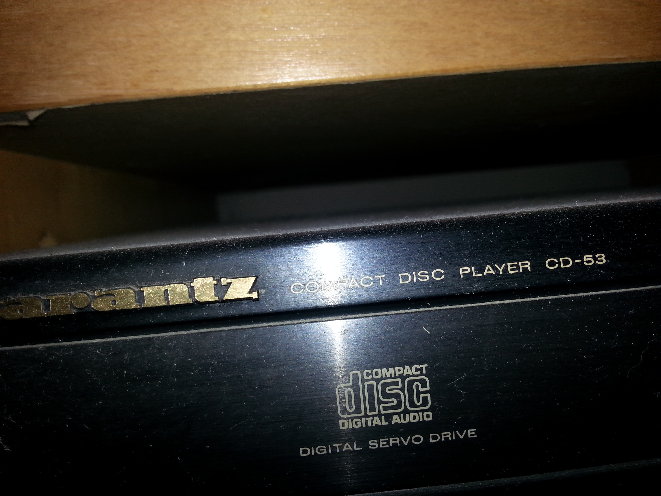 arantz COMPACT DISC PLAYER CD-53
COMPACT
disc
DIGITAL AUDIO
DIGITAL SERVO DRIVE